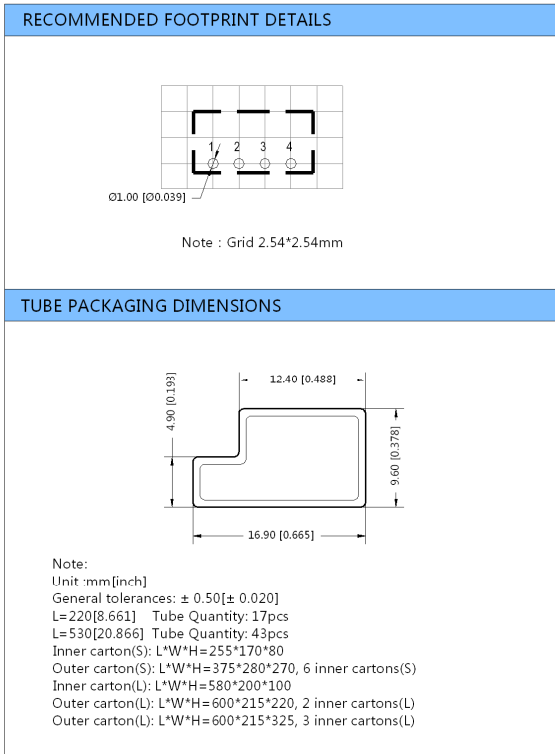 RECOMMENDED FOOTPRINT DETAILS
1 2 3 4
Ø1.00 [Ø0.039]
Note : Grid 2.54*2.54mm
TUBE PACKAGING DIMENSIONS
12.40 [0.488]
4.90 [0.193]
9.60 [0.378]
16.90 [0.665]
Note:
Unit :mm[inch]
General tolerances: ± 0.50[± 0.020]
L=220[8.661] Tube Quantity: 17pcs
L=530[20.866] Tube Quantity: 43pcs
Inner carton(S): L*W*H=255*170*80
Outer carton(S): L*W*H=375*280*270, 6 inner cartons(S)
Inner carton(L): L*W*H=580*200*100
Outer carton(L): L*W*H=600*215*220, 2 inner cartons(L)
Outer carton(L): L*W*H=600*215*325, 3 inner cartons(L)